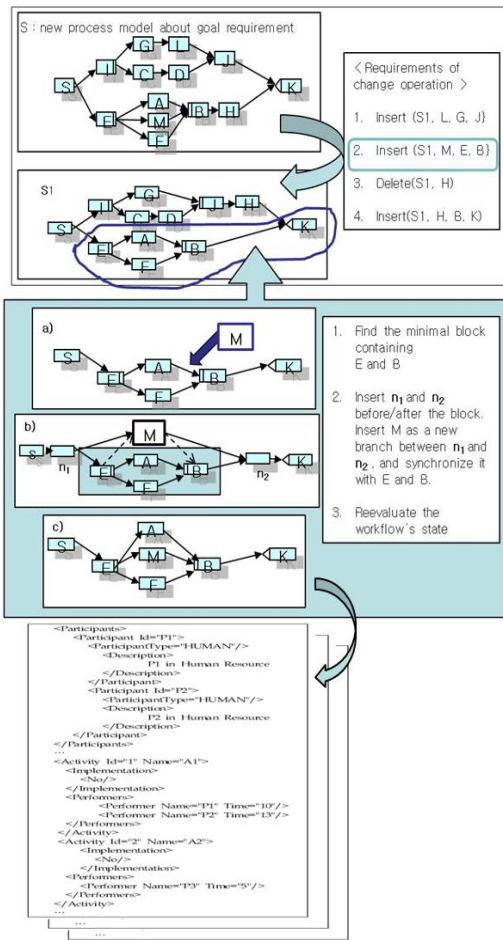 S : new process model about goal requirement
G
L
I
J
C
D
S
K
A
E
M
B
H
F
< Requirements of
change operation >
1. Insert (S1, L, G, J}
2. Insert (S1, M, E, B}
3. Delete(S1, H)
4. Insert(S1, H, B, K)
S1
G
I
J
H
C
D
S
K
A
E
B
F
a)
M
S
A
E
B
K
F
b)
M
S
n1
A
E
B
n2
K
F
c)
A
S
E
M
B
K
F
1. Find the minimal block
containing
E and B
2. Insert n1 and n2
before/after the block.
Insert M as a new
branch between n1 and
n2 , and synchronize it
with E and B.
3. Reevaluate the
workflow's state
<Participants>
<Participant Id="P1">
<ParticipantType="HUMAN"/>
<Description>
P1 in Human Resource
</Description>
</Participant>
<Participant Id="P2">
<ParticipantType="HUMAN"/>
<Description>
P2 in Human Resource
</Description>
</Participant>
</Participants>
...
<Activity Id="1" Name="A1">
<Implementation>
<No/>
</Implementation>
<Performers>
<Performer Name="P1" Time="10"/>
<Performer Name="P2" Time="13"/>
</Performers>
</Activity>
<Activity Id="2" Name="A2">
<Implementation>
<No/>
</Implementation>
<Performers>
<Performer Name="P3" Time="5"/>
</Performers>
</Activity>
...
...
...